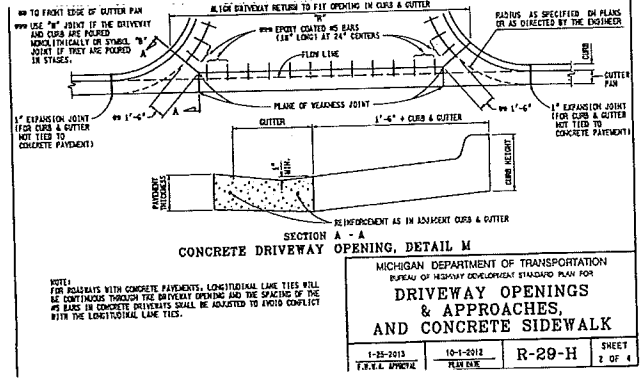 ** TO FRONT EDGE OF GUTTER PAN
*** USE "M" JOINT IF THE DRIVEWAY
AND CURB ARE POURED
MONOLITHICALLY OR SYMBOL "B"
JOINT IF THEY ARE POURED
IN STAGES.
ALIGN DRIVEWAY RETURN TO FIT OPENING IN CURB & GUTTER
"R"
*** EPOXY COATED #5 BARS
LONG) AT 24" CENTERS
FLOW LINE
RADIUS AS SPECIFIED ON PLANS
OR AS DIRECTED BY THE ENGINEER
CURB
GUTTER
PAN
A
A
** 1'-6"
** 1'-6"
PLANE OF WEAKNESS JOINT
1" EXPANSION JOINT
(FOR CURB & GUTTER
NOT TIED TO
CONCRETE PAVEMENT)
1" EXPANSION JOINT
(FOR CURB & GUTTER
NOT TIED TO
CONCRETE PAVEMENT)
GUTTER
1'-6" + CURB & GUTTER
1"
MIN.
PAVEMENT
THICKNESS
CURB HEIGHT
REINFORCEMENT AS IN ADJACENT CURB & GUTTER
SECTION A - A
CONCRETE DRIVEWAY OPENING, DETAIL M
NOTE:
FOR ROADWAYS WITH CONCRETE PAVEMENTS, LONGITUDINAL LANE TIES WILL
BE CONTINUOUS THROUGH THE DRIVEWAY OPENING AND THE SPACING OF THE
#5 BARS IN CONCRETE DRIVEWAYS SHALL BE ADJUSTED TO AVOID CONFLICT
WITH THE LONGITUDINAL LANE TIES.
MICHIGAN DEPARTMENT OF TRANSPORTATION
BUREAU OF HIGHWAY DEVELOPMENT STANDARD PLAN FOR
DRIVEWAY OPENINGS
& APPROACHES,
AND CONCRETE SIDEWALK
1-25-2013
F.H.W.A. APPROVAL
10-1-2012
PLAN DATE
R-29-H
SHEET
2 OF 4